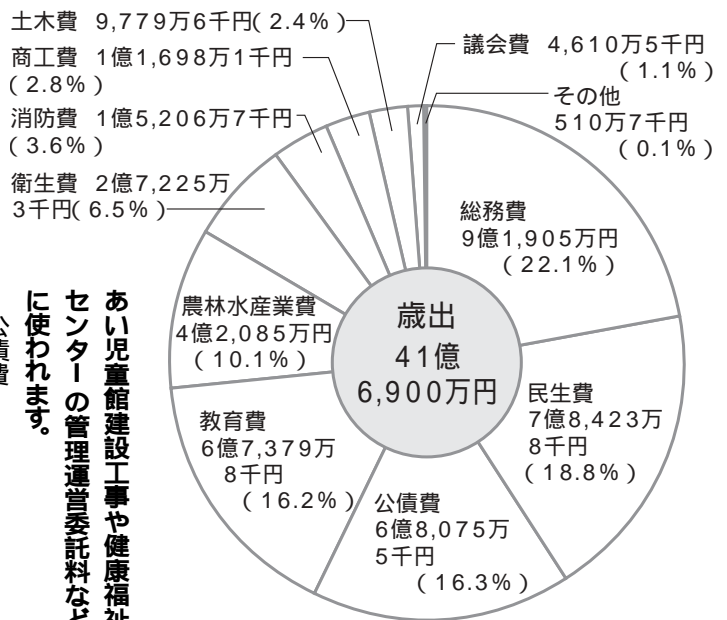 土木費 9,779万6千円(2.4%)
商工費 1億1,698万1千円
(2.8%)
消防費 1億5,206万7千円
(3.6%)
衛生費 2億7,225万
3千円(6.5%)
農林水産業費
4億2,085万円
(10.1%)
教育費
6億7,379万
8千円
(16.2%)
公債費
6億8,075万
5千円
(16.3%)
民生費
7億8,423万
8千円
(18.8%)
総務費
9億1,905万円
(22.1%)
議会費 4,610万5千円
(1.1%)
その他
510万7千円
(0.1%)
歳出
41億
6,900万円
あい児童館建設工事や健康福祉
センターの管理運営委託料など
に使われます。
公債費